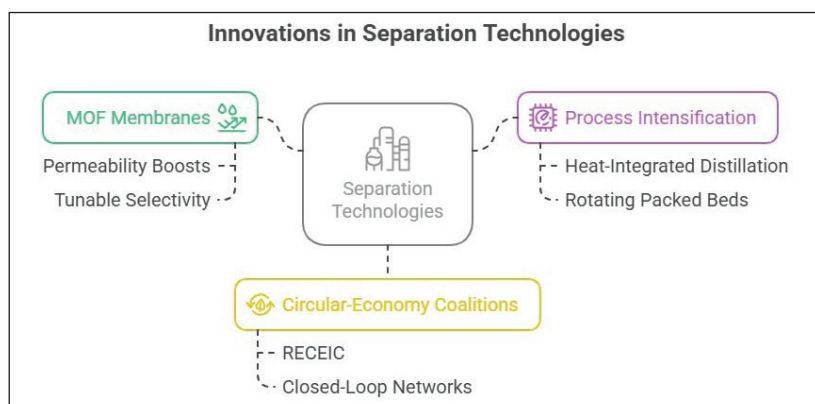 Innovations in Separation Technologies
MOF Membranes
Permeability Boosts
Tunable Selectivity
Separation
Technologies
Process Intensification
Heat-Integrated Distillation
Rotating Packed Beds
Circular-Economy Coalitions
RECEIC
Closed-Loop Networks